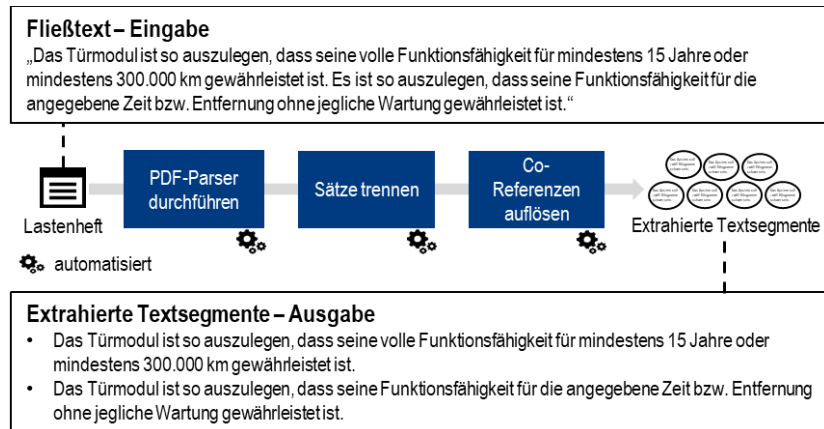 Fließtext – Eingabe
„Das Türmodul ist so auszulegen, dass seine volle Funktionsfähigkeit für mindestens 15 Jahre oder
mindestens 300.000 km gewährleistet ist. Es ist so auszulegen, dass seine Funktionsfähigkeit für die
angegebene Zeit bzw. Entfernung ohne jegliche Wartung gewährleistet ist.“
Lastenheft
PDF-Parser
durchführen
Sätze trennen
Co-
Referenzen
auflösen
Extrahierte Textsegmente
automatisiert
Extrahierte Textsegmente – Ausgabe
• Das Türmodul ist so auszulegen, dass seine volle Funktionsfähigkeit für mindestens 15 Jahre oder
mindestens 300.000 km gewährleistet ist.
• Das Türmodul ist so auszulegen, dass seine Funktionsfähigkeit für die angegebene Zeit bzw. Entfernung
ohne jegliche Wartung gewährleistet ist.